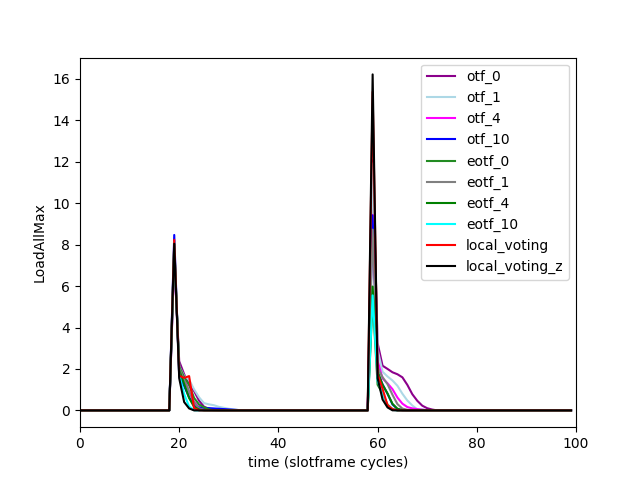 16
14
12
10
8
6
4
2
0
LoadAllMax
0 20 40 60 80 100
time (slotframe cycles)
otf_0
otf_1
otf_4
otf_10
eotf_0
eotf_1
eotf_4
eotf_10
local_voting
local_voting_z